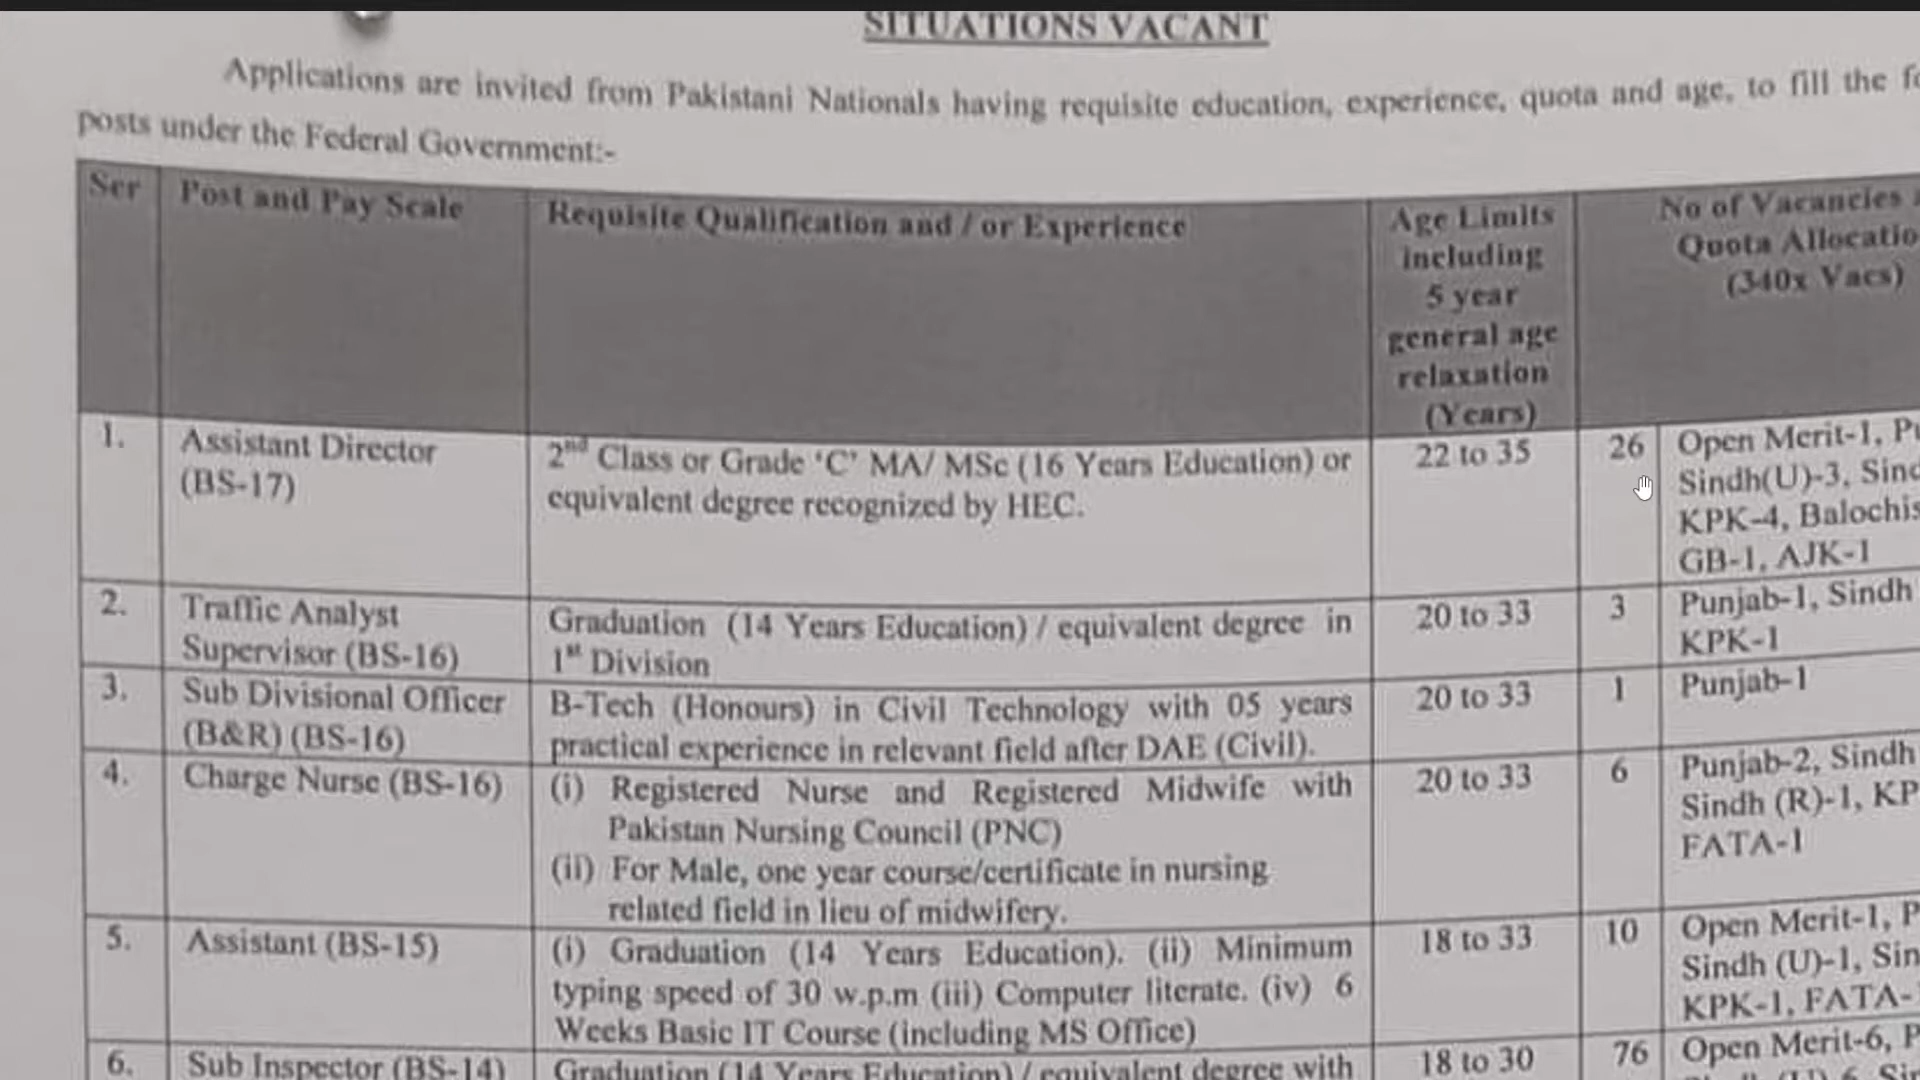 SITUATIONS VACANT
Applications are invited from Pakistani Nationals having requisite education, experience, quota and age, to fill the
posts under the Federal Government:-
Ser
Post and Pay Scale
Requisite Qualification and / or Experience
Age Limits
including
5 year
general age
relaxation
(Years)
No of Vacancies
Quota Allocatio
(340x Vacs)
1.
Assistant Director
(BS-17)
2nd Class or Grade ‘C’ MA/ MSc (16 Years Education) or
equivalent degree recognized by HEC.
22 to 35
26
Open Merit-1,
Sindh(U)-3,
KPK-4, Balochis
GB-1, AJK-1
2.
Traffic Analyst
Supervisor (BS-16)
Graduation (14 Years Education) / equivalent degree in
1st Division
20 to 33
3
Punjab-1, Sindh
KPK-1
3.
Sub Divisional Officer
(B&R) (BS-16)
B-Tech (Honours) in Civil Technology with 05 years
practical experience in relevant field after DAE (Civil).
20 to 33
1
Punjab-1
4.
Charge Nurse (BS-16)
(i) Registered Nurse and Registered Midwife with
Pakistan Nursing Council (PNC)
(ii) For Male, one year course/certificate in nursing
related field in lieu of midwifery.
20 to 33
6
Punjab-2, Sindh
Sindh (R)-1, KP
FATA-1
5.
Assistant (BS-15)
(i) Graduation (14 Years Education). (ii) Minimum
typing speed of 30 w.p.m (iii) Computer literate. (iv) 6
Weeks Basic IT Course (including MS Office)
18 to 33
10
Open Merit-1, P
Sindh (U)-1, Sin
KPK-1, FATA-
6.
Sub Inspector (BS-14)
Graduation (14 Years Education) / equivalent degree with
18 to 30
76
Open Merit-6, P